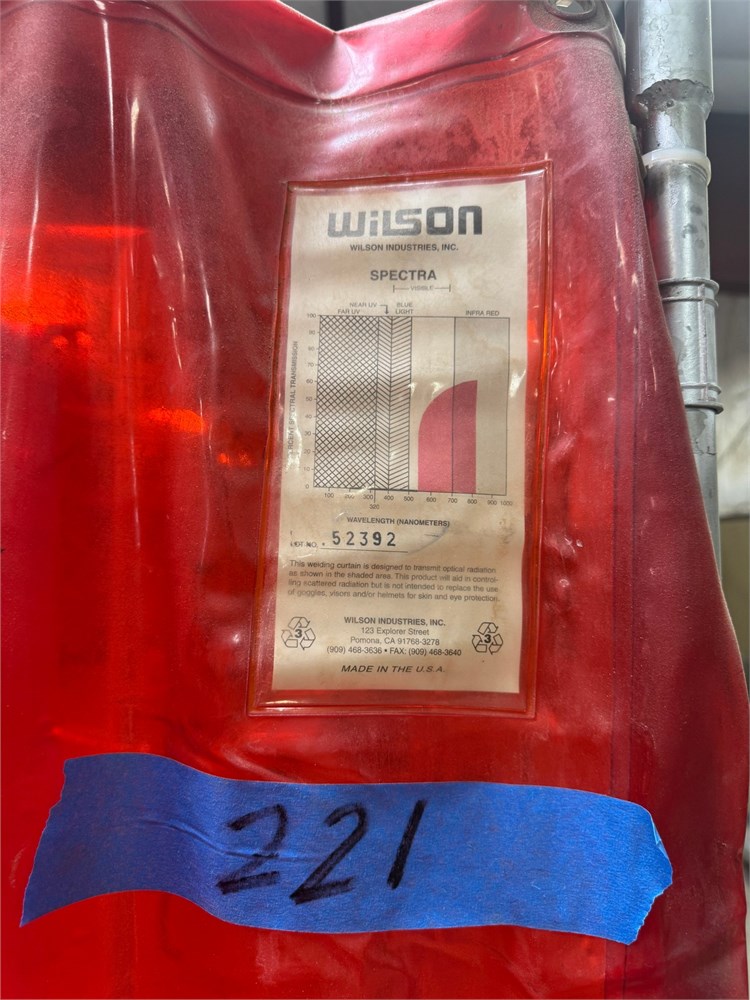 WiLSON
WILSON INDUSTRIES, INC.
SPECTRA
VISIBLE
NEAR UV BLUE
FAR UV LIGHT INFRA RED
100
90
80
70
60
50
40
30
20
10
0
SPECTRAL TRANSMISSION
100 200 300 400 500 600 700 800 900 1000
320
WAVELENGTH (NANOMETERS)
NO. 52392
This welding curtain is designed to transmit optical radiation
as shown in the shaded area. This product will aid in control-
ling scattered radiation but is not intended to replace the use
of goggles, visors and/or helmets for skin and eye protection.
WILSON INDUSTRIES, INC.
3 123 Explorer Street 3
Pomona, CA 91768-3278
(909) 468-3636 • FAX: (909) 468-3640
MADE IN THE U.S.A.
221